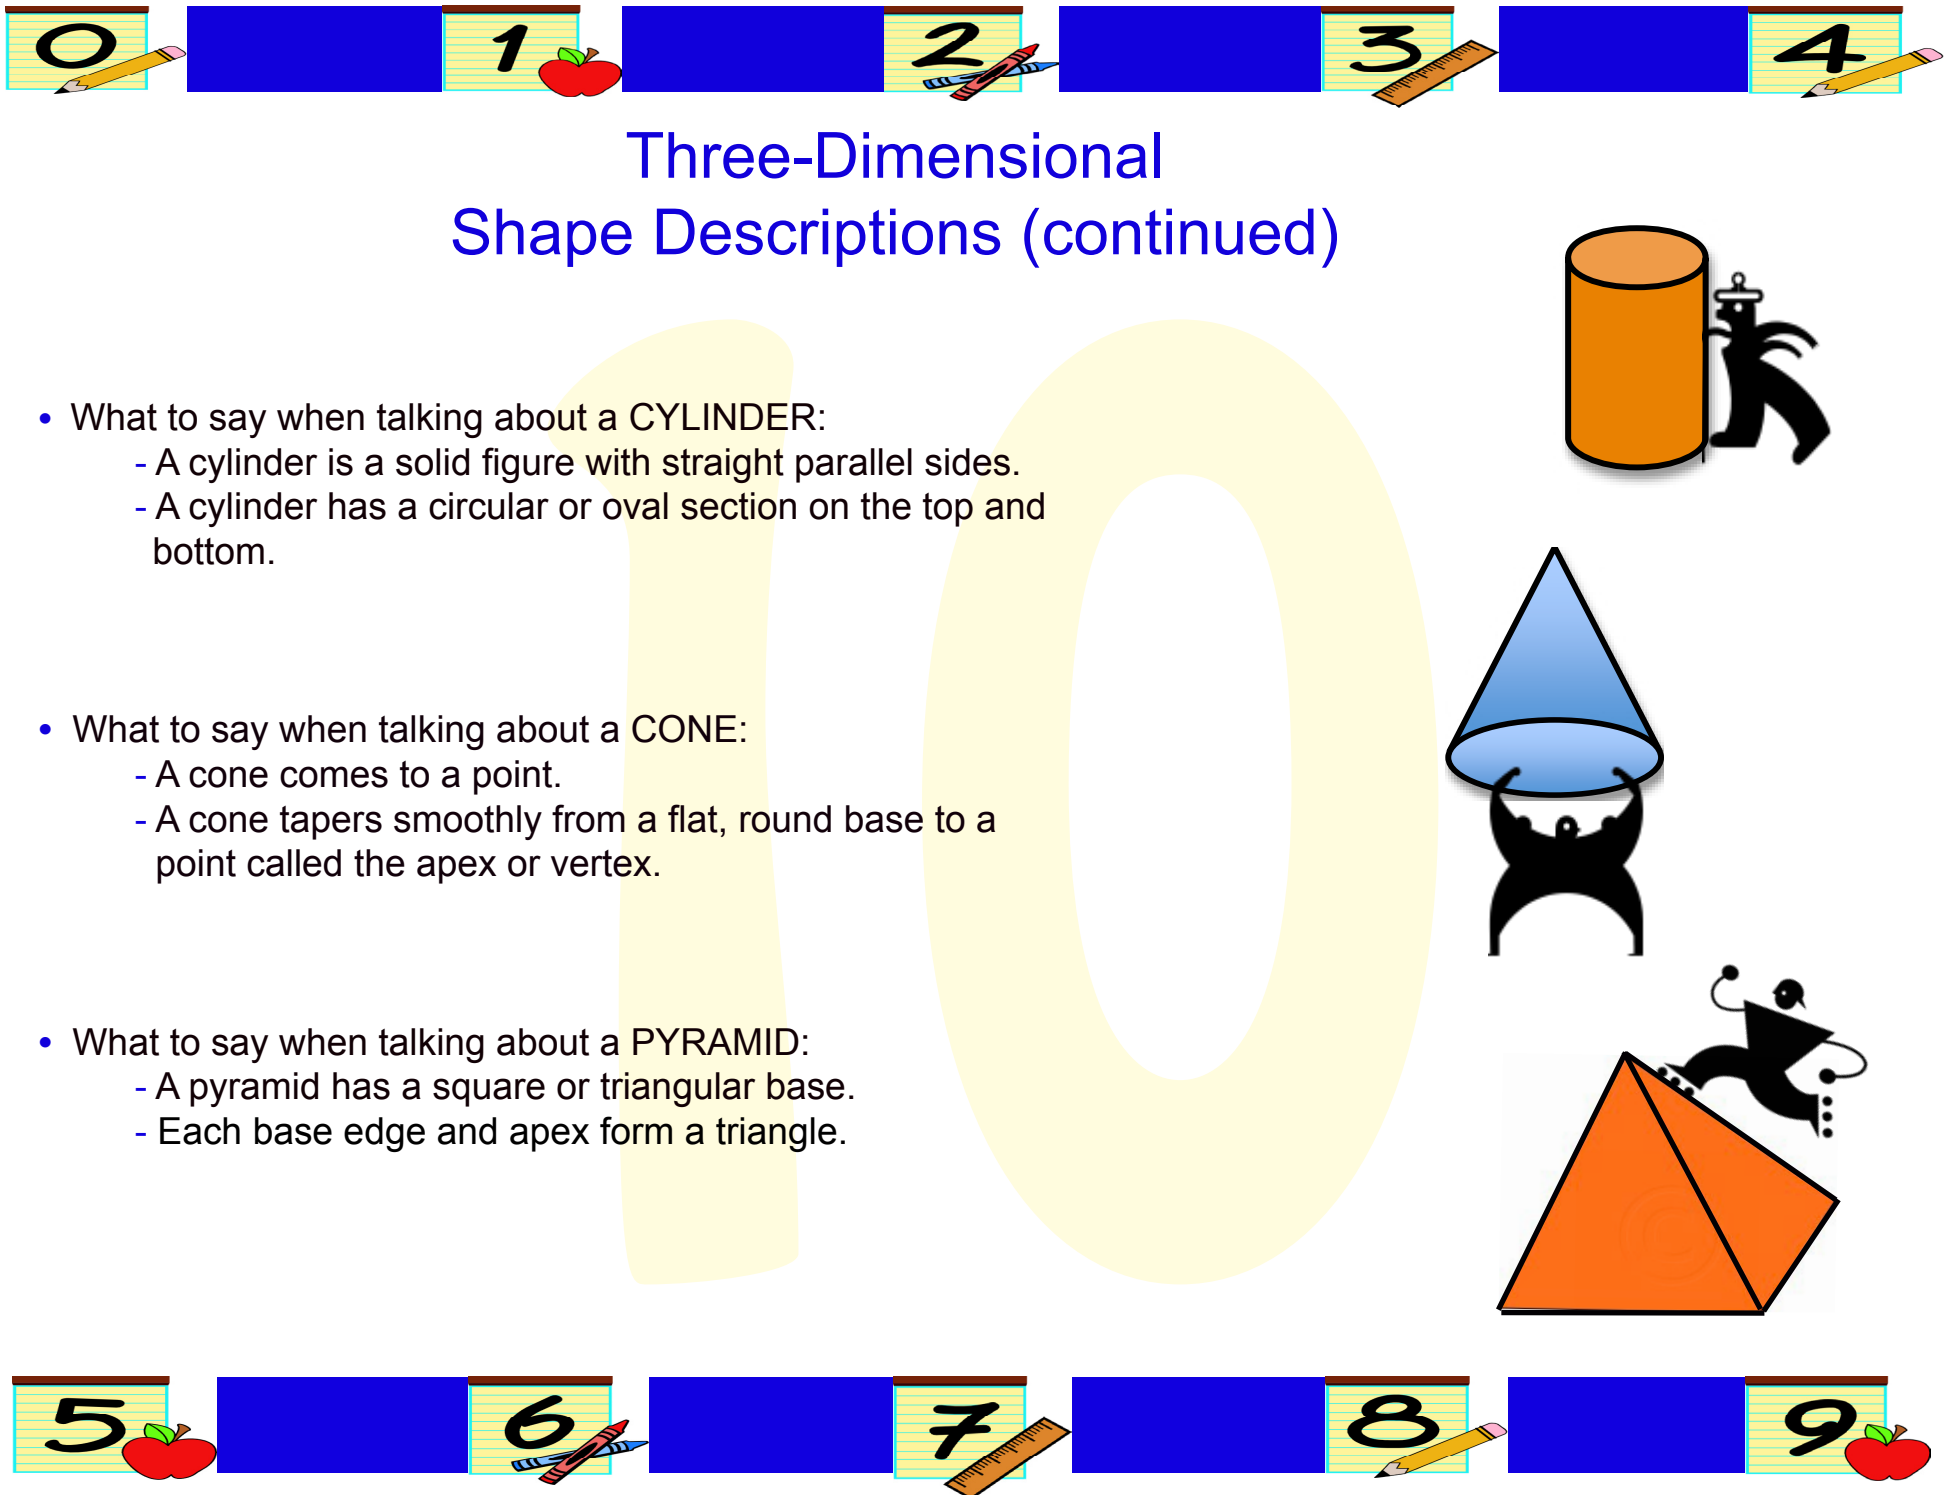 0 1 2 3 4
Three-Dimensional
Shape Descriptions (continued)
10
• What to say when talking about a CYLINDER:
- A cylinder is a solid figure with straight parallel sides.
- A cylinder has a circular or oval section on the top and
bottom.
• What to say when talking about a CONE:
- A cone comes to a point.
- A cone tapers smoothly from a flat, round base to a
point called the apex or vertex.
• What to say when talking about a PYRAMID:
- A pyramid has a square or triangular base.
- Each base edge and apex form a triangle.
5 6 7 8 9